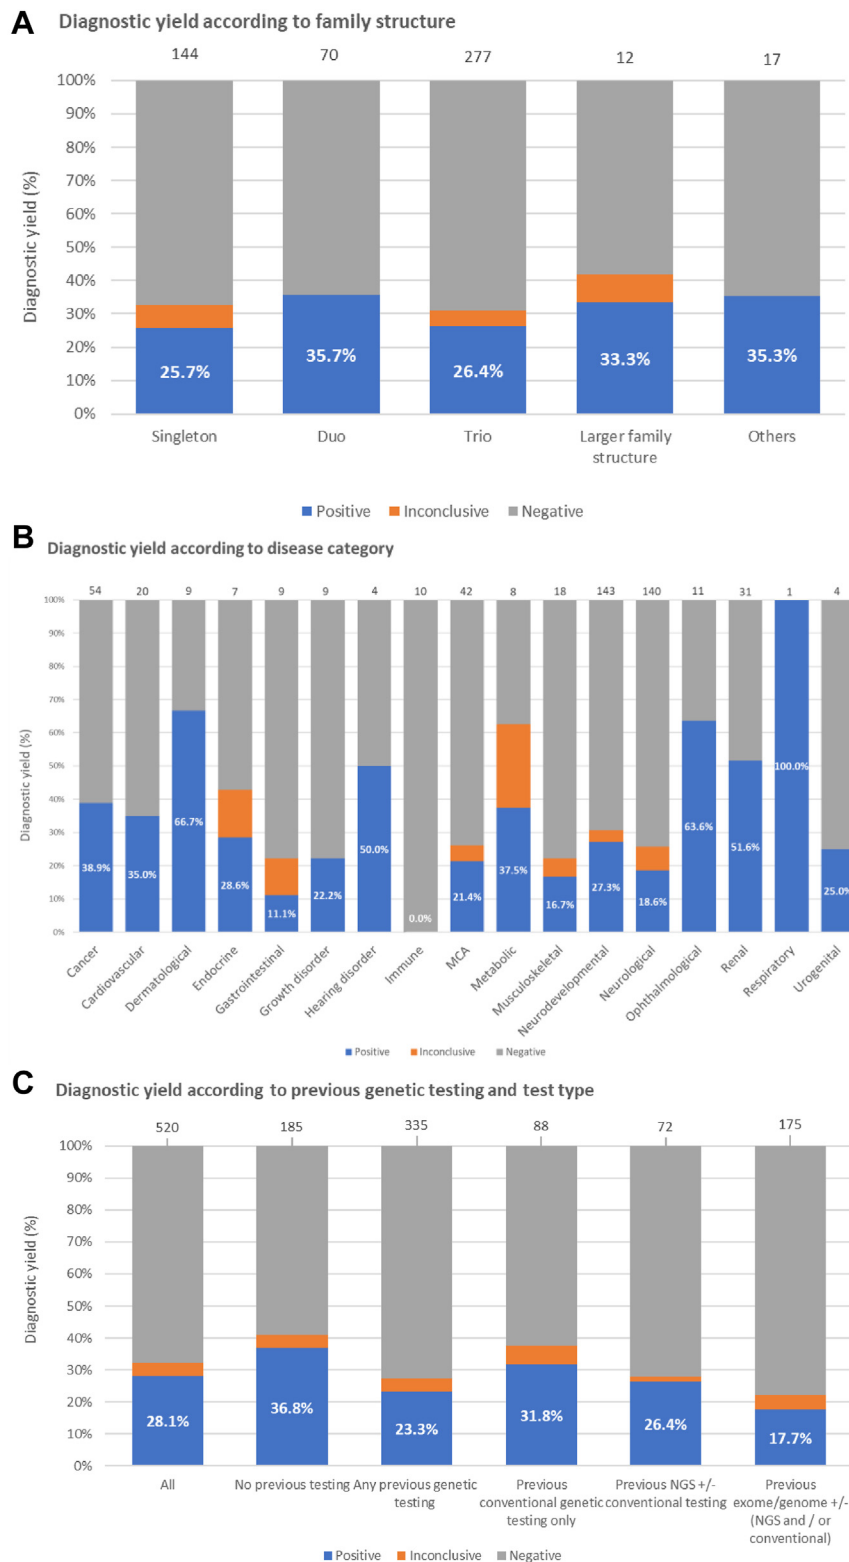 A Diagnostic yield according to family structure
144 70 277 12 17
100%
90%
80%
70%
60%
50%
40%
30%
20%
10%
0%
Diagnostic yield (%)
25.7% 35.7% 26.4% 33.3% 35.3%
Singleton Duo Trio Larger family structure Others
Positive Inconclusive Negative
B Diagnostic yield according to disease category
54 20 9 7 9 9 4 10 42 8 18 143 140 11 31 1 4
100%
90%
80%
70%
60%
50%
40%
30%
20%
10%
0%
Diagnostic yield (%)
38.9% 35.0% 66.7% 28.6% 11.1% 22.2% 50.0% 0.0% 21.4% 37.5% 16.7% 27.3% 18.6% 63.6% 51.6% 100.0% 25.0%
Cancer
Cardiovascular
Dermatological
Endocrine
Gastrointestinal
Growth disorder
Hearing disorder
Immune
MCA
Metabolic
Musculoskeletal
Neurodevelopmental
Neurological
Ophthalmological
Renal
Respiratory
Urogenital
Positive Inconclusive Negative
C Diagnostic yield according to previous genetic testing and test type
520 185 335 88 72 175
100%
90%
80%
70%
60%
50%
40%
30%
20%
10%
0%
Diagnostic yield (%)
28.1% 36.8% 23.3% 31.8% 26.4% 17.7%
All
No previous testing
Any previous genetic
testing
Previous
conventional genetic
testing only
Previous NGS +/-
conventional testing
Previous
exome/genome +/-
(NGS and / or
conventional)
Positive Inconclusive Negative